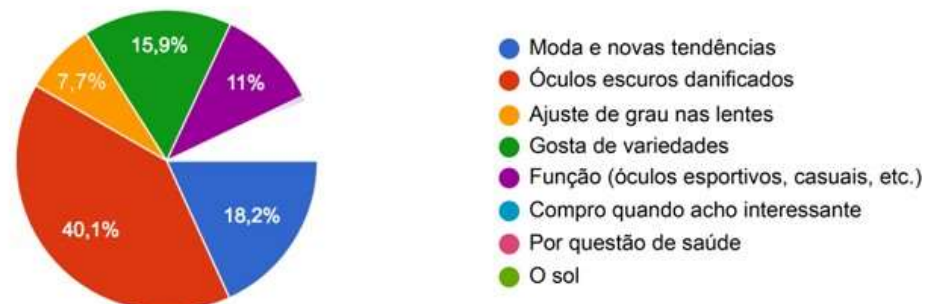 15,9%
11%
7,7%
40,1%
18,2%
Moda e novas tendências
Óculos escuros danificados
Ajuste de grau nas lentes
Gosta de variedades
Função (óculos esportivos, casuais, etc.)
Compro quando acho interessante
Por questão de saúde
O sol